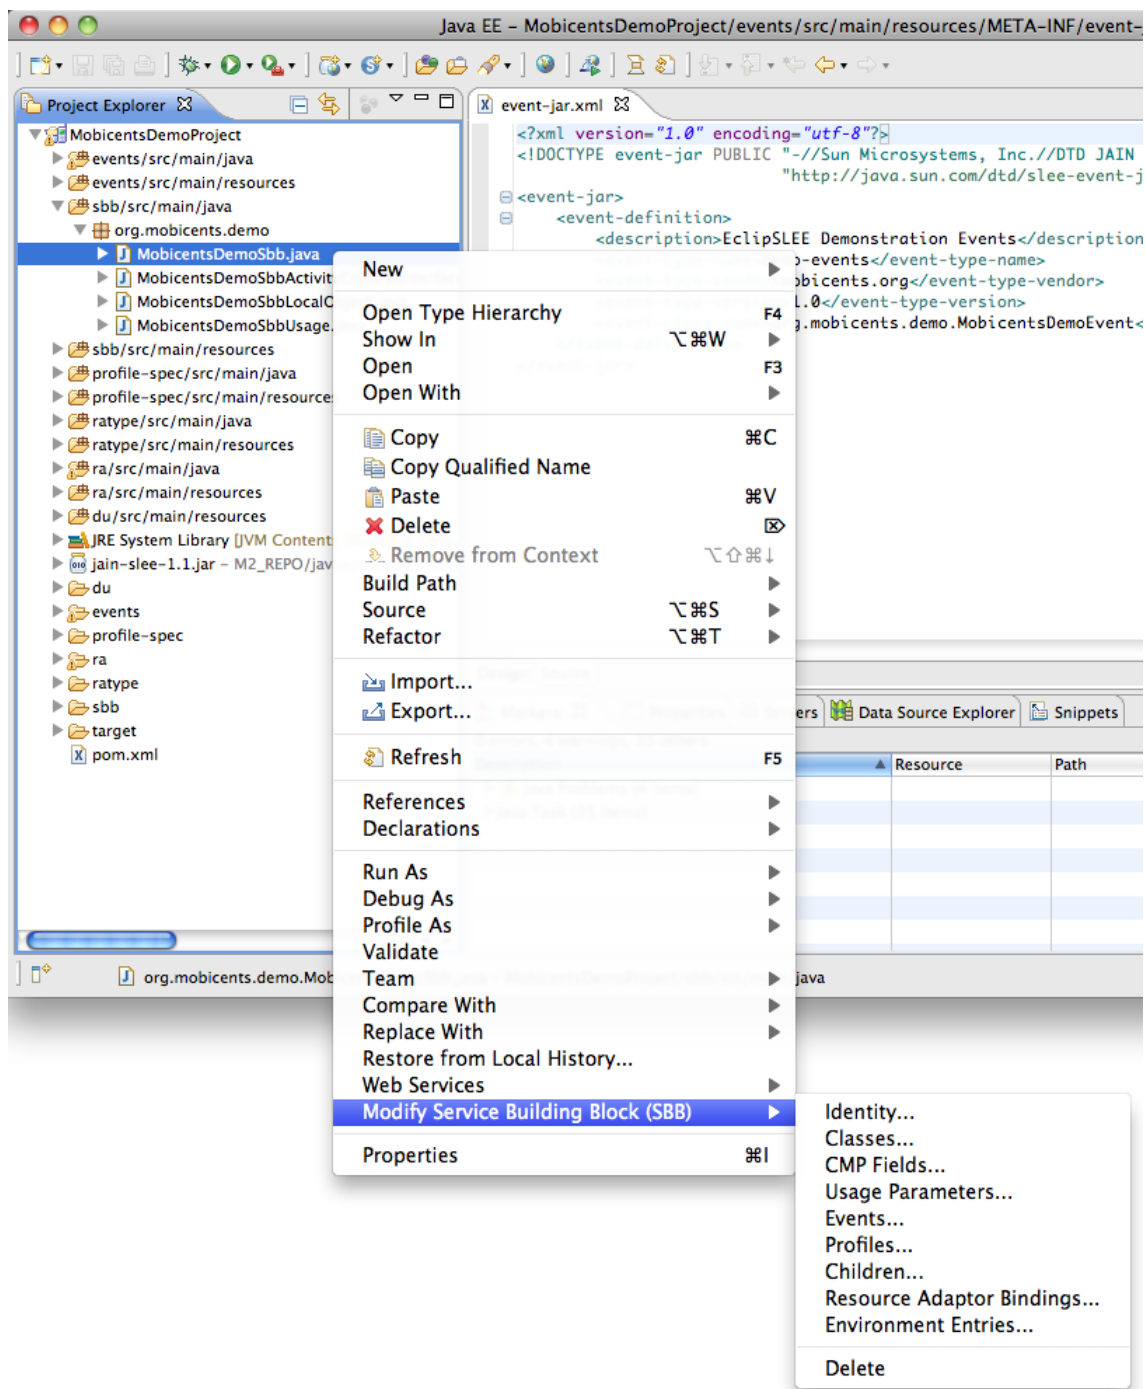 Java EE – MobicentsDemoProject/events/src/main/resources/META-INF/event-
Project Explorer
event-jar.xml
MobicentsDemoProject
events/src/main/java
events/src/main/resources
sbb/src/main/java
org.mobicents.demo
MobicentsDemoSbb.java
MobicentsDemoSbbActivit
MobicentsDemoSbbLocalO
MobicentsDemoSbbUsage.
sbb/src/main/resources
profile-spec/src/main/java
profile-spec/src/main/resource
ratype/src/main/java
ratype/src/main/resources
ra/src/main/java
ra/src/main/resources
du/src/main/resources
JRE System Library [JVM Content
jain-slee-1.1.jar – M2_REPO/jav
du
events
profile-spec
ra
ratype
sbb
target
pom.xml
<?xml version="1.0" encoding="utf-8"?>
<!DOCTYPE event-jar PUBLIC "-//Sun Microsystems, Inc.//DTD JAIN
"http://java.sun.com/dtd/slee-event-j
<event-jar>
<event-definition>
<description>EclipSLEE Demonstration Events</description
-events</event-type-name>
obicents.org</event-type-vendor>
1.0</event-type-version>
g.mobicents.demo.MobicentsDemoEvent<
New
Open Type Hierarchy F4
Show In ⌥⌘W
Open F3
Open With
Copy ⌘C
Copy Qualified Name
Paste ⌘V
Delete ⌦
Remove from Context ⌥⇧⌘↓
Build Path
Source ⌥⌘S
Refactor ⌥⌘T
Import...
Export...
Refresh F5
References
Declarations
Run As
Debug As
Profile As
Validate
Team
Compare With
Replace With
Restore from Local History...
Web Services
Modify Service Building Block (SBB)
Properties ⌘I
ers Data Source Explorer Snippets
Resource Path
org.mobicents.demo.Mob java
Identity...
Classes...
CMP Fields...
Usage Parameters...
Events...
Profiles...
Children...
Resource Adaptor Bindings...
Environment Entries...
Delete